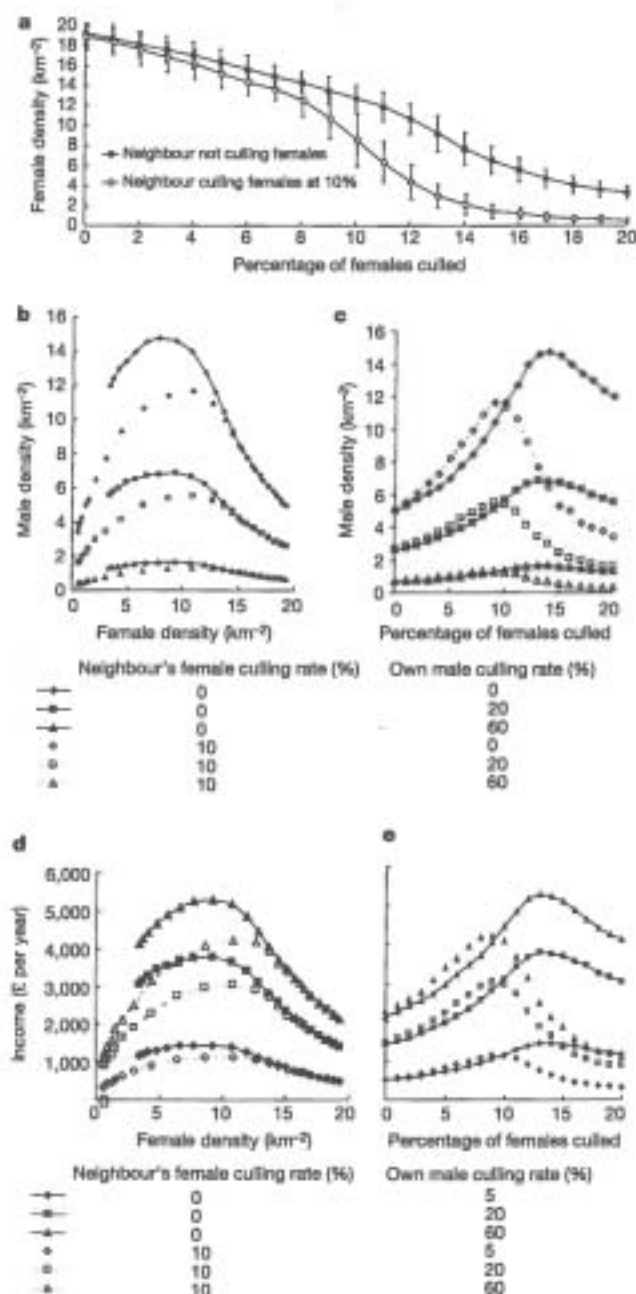 a
20
18
16
14
12
10
8
6
4
2
0
Female density (km⁻²)
Neighbour not culling females
Neighbour culling females at 10%
0 2 4 6 8 10 12 14 16 18 20
Percentage of females culled
b
16
14
12
10
8
6
4
2
0
Male density (km⁻²)
0 5 10 15 20
Female density (km⁻²)
c
16
14
12
10
8
6
4
2
0
Male density (km⁻²)
0 5 10 15 20
Percentage of females culled
Neighbour's female culling rate (%) Own male culling rate (%)
0 0
0 20
0 60
10 0
10 20
10 60
d
6,000
5,000
4,000
3,000
2,000
1,000
0
Income (£ per year)
0 5 10 15 20
Female density (km⁻²)
e
0 5 10 15 20
Percentage of females culled
Neighbour's female culling rate (%) Own male culling rate (%)
0 5
0 20
0 60
10 5
10 20
10 60